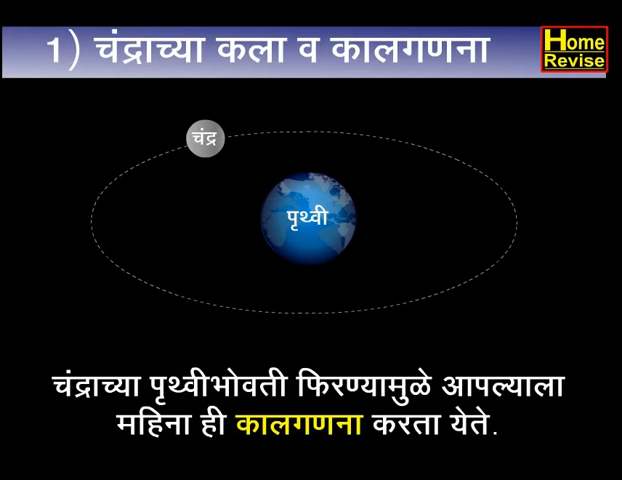 1) चंद्राच्या कला व कालगणना
Home
Revise
चंद्र
पृथ्वी
चंद्राच्या पृथ्वीभोवती फिरण्यामुळे आपल्याला
महिना ही कालगणना करता येते.